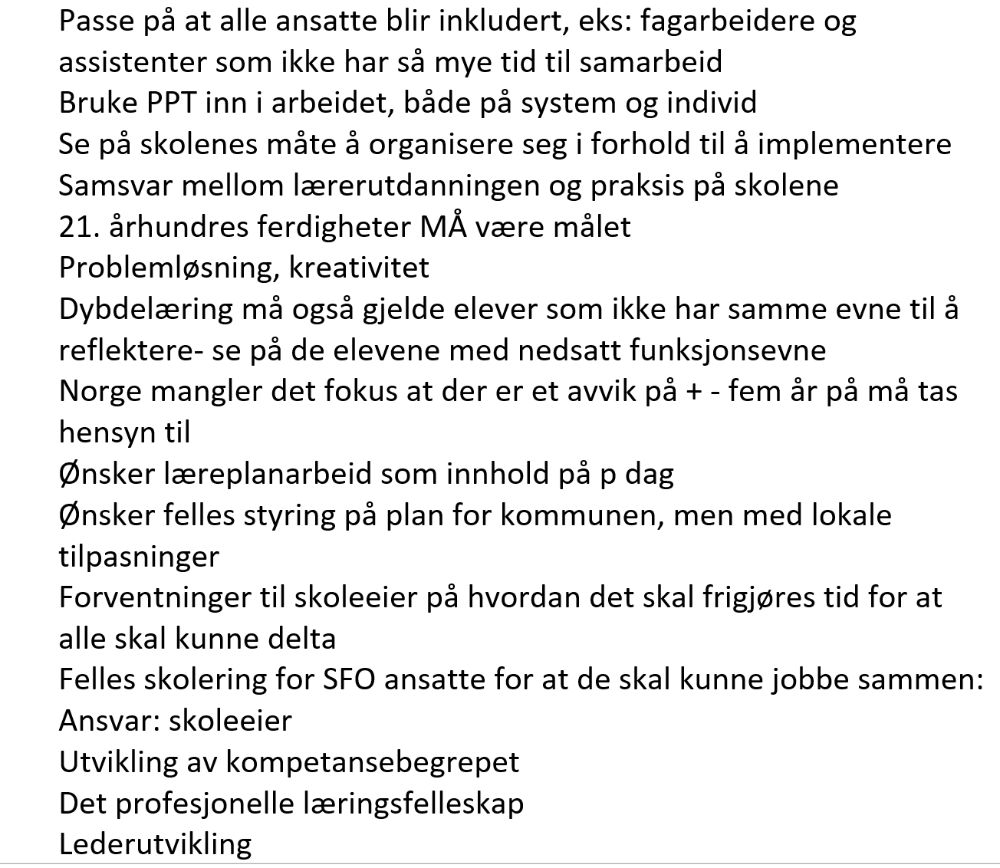 Passe på at alle ansatte blir inkludert, eks: fagarbeidere og
assistenter som ikke har så mye tid til samarbeid
Bruke PPT inn i arbeidet, både på system og individ
Se på skolenes måte å organisere seg i forhold til å implementere
Samsvar mellom lærerutdanningen og praksis på skolene
21. århundres ferdigheter MÅ være målet
Problemløsning, kreativitet
Dybdelæring må også gjelde elever som ikke har samme evne til å
reflektere- se på de elevene med nedsatt funksjonsevne
Norge mangler det fokus at der er et avvik på + - fem år på må tas
hensyn til
Ønsker læreplanarbeid som innhold på p dag
Ønsker felles styring på plan for kommunen, men med lokale
tilpasninger
Forventninger til skoleeier på hvordan det skal frigjøres tid for at
alle skal kunne delta
Felles skolering for SFO ansatte for at de skal kunne jobbe sammen:
Ansvar: skoleeier
Utvikling av kompetansebegrepet
Det profesjonelle læringsfelleskap
Lederutvikling